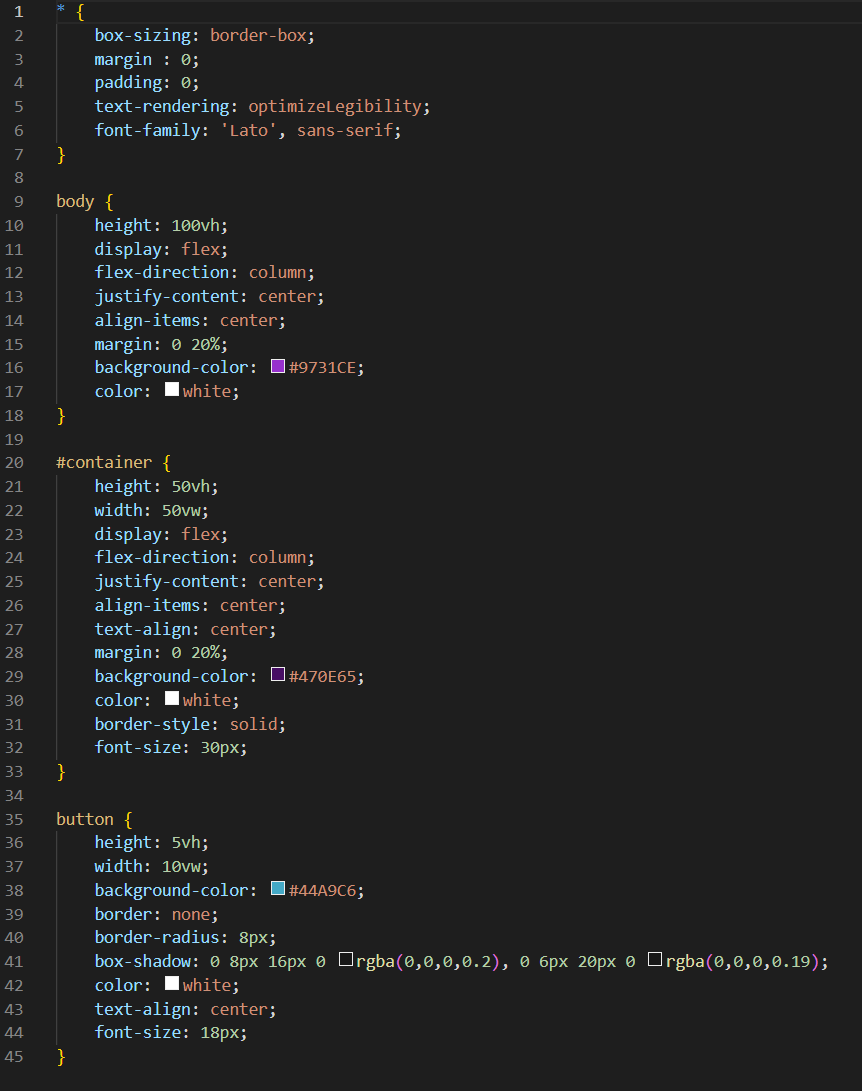 1 * {
2 box-sizing: border-box;
3 margin : 0;
4 padding: 0;
5 text-rendering: optimizeLegibility;
6 font-family: 'Lato', sans-serif;
7 }
8
9 body {
10 height: 100vh;
11 display: flex;
12 flex-direction: column;
13 justify-content: center;
14 align-items: center;
15 margin: 0 20%;
16 background-color: #9731CE;
17 color: white;
18 }
19
20 #container {
21 height: 50vh;
22 width: 50vw;
23 display: flex;
24 flex-direction: column;
25 justify-content: center;
26 align-items: center;
27 text-align: center;
28 margin: 0 20%;
29 background-color: #470E65;
30 color: white;
31 border-style: solid;
32 font-size: 30px;
33 }
34
35 button {
36 height: 5vh;
37 width: 10vw;
38 background-color: #44A9C6;
39 border: none;
40 border-radius: 8px;
41 box-shadow: 0 8px 16px 0 rgba(0,0,0,0.2), 0 6px 20px 0 rgba(0,0,0,0.19);
42 color: white;
43 text-align: center;
44 font-size: 18px;
45 }